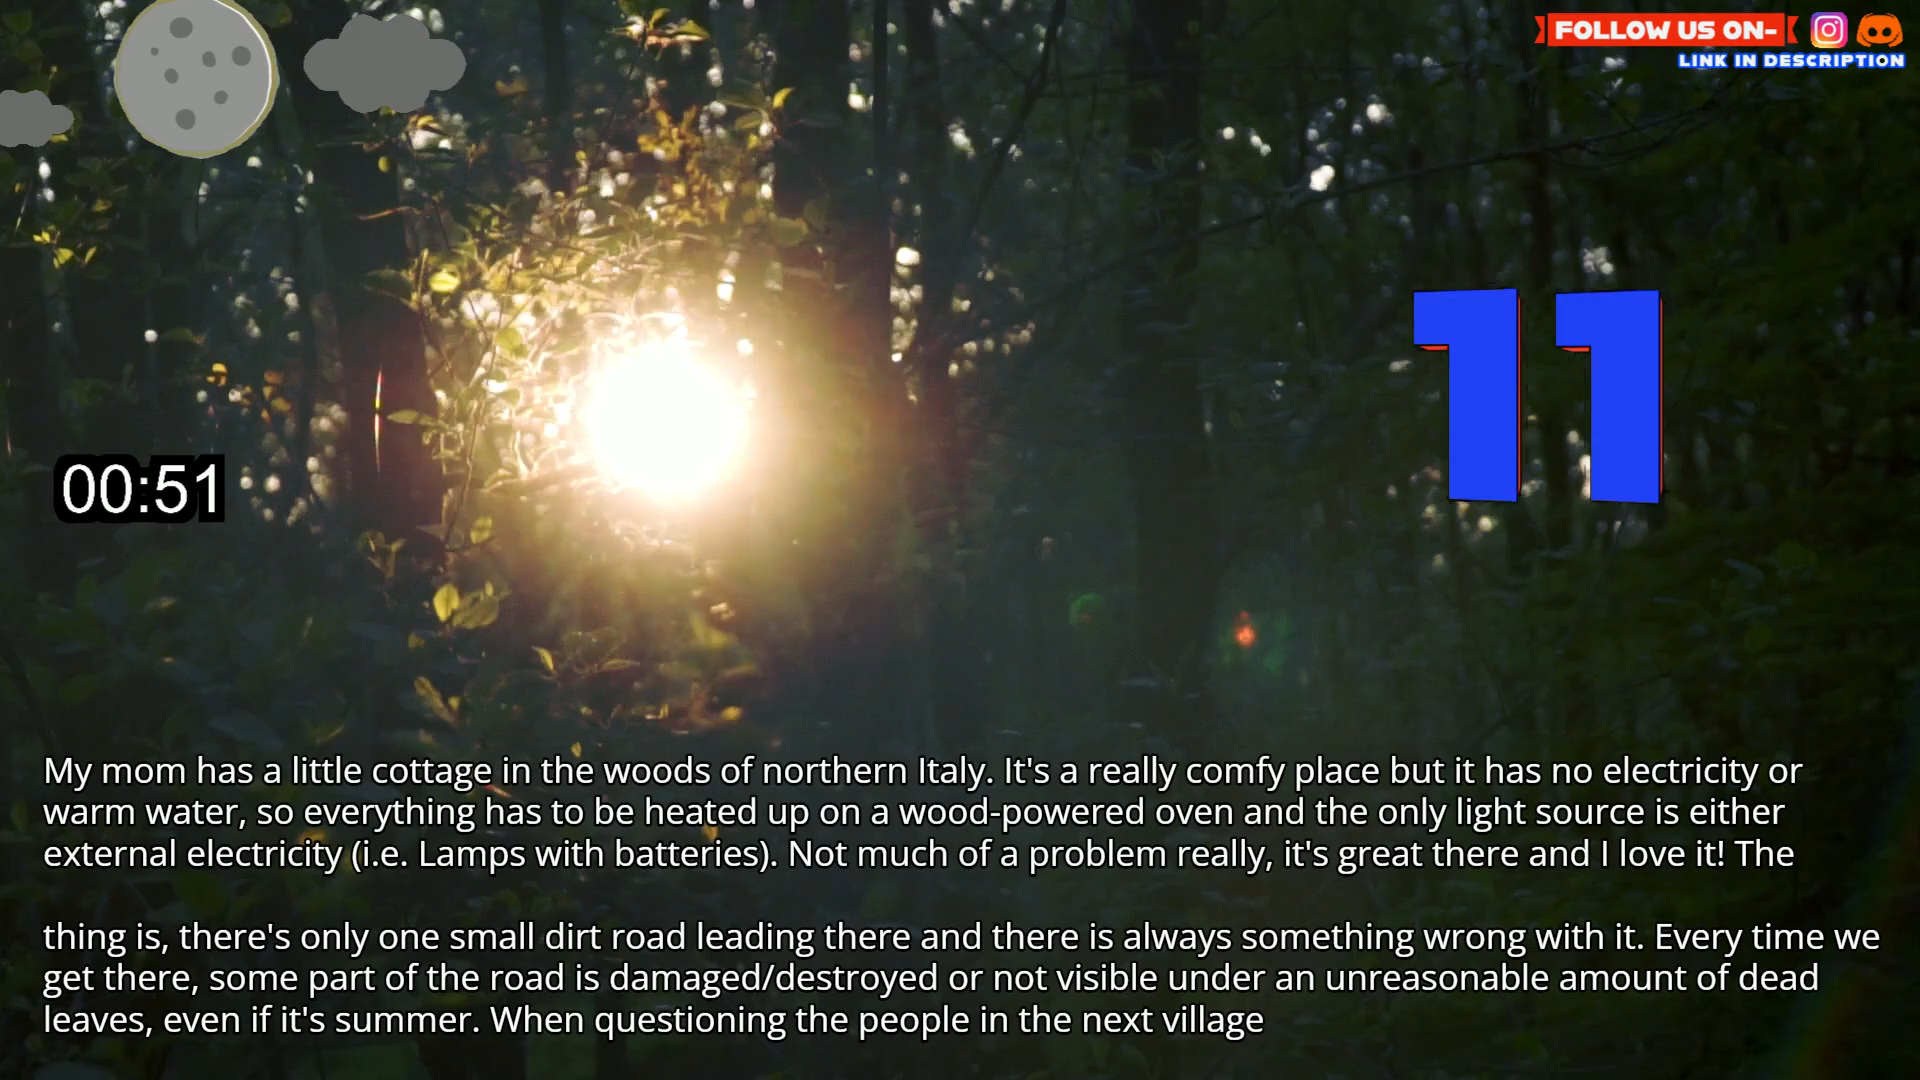 FOLLOW US ON-
LINK IN DESCRIPTION
11
00:51
My mom has a little cottage in the woods of northern Italy. It's a really comfy place but it has no electricity or
warm water, so everything has to be heated up on a wood-powered oven and the only light source is either
external electricity (i.e. Lamps with batteries). Not much of a problem really, it's great there and I love it! The
thing is, there's only one small dirt road leading there and there is always something wrong with it. Every time we
get there, some part of the road is damaged/destroyed or not visible under an unreasonable amount of dead
leaves, even if it's summer. When questioning the people in the next village